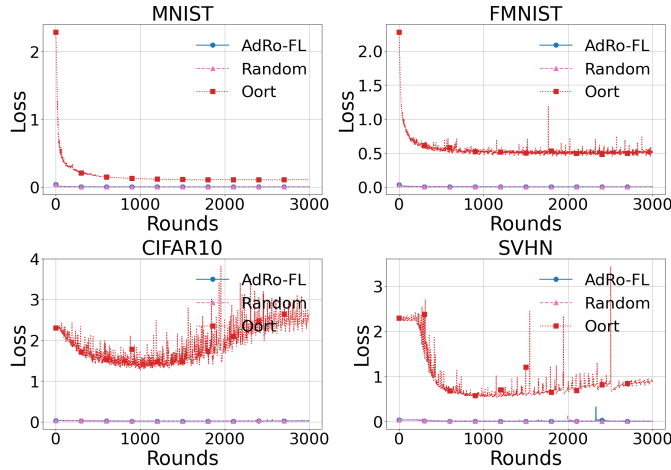 MNIST
Loss
2
1
0
AdRo-FL
Random
Oort
0 1000 2000 3000
Rounds
FMNIST
Loss
2.0
1.5
1.0
0.5
0.0
AdRo-FL
Random
Oort
0 1000 2000 3000
Rounds
CIFAR10
Loss
4
3
2
1
0
AdRo-FL
Random
Oort
0 1000 2000 3000
Rounds
SVHN
Loss
3
2
1
0
AdRo-FL
Random
Oort
0 1000 2000 3000
Rounds